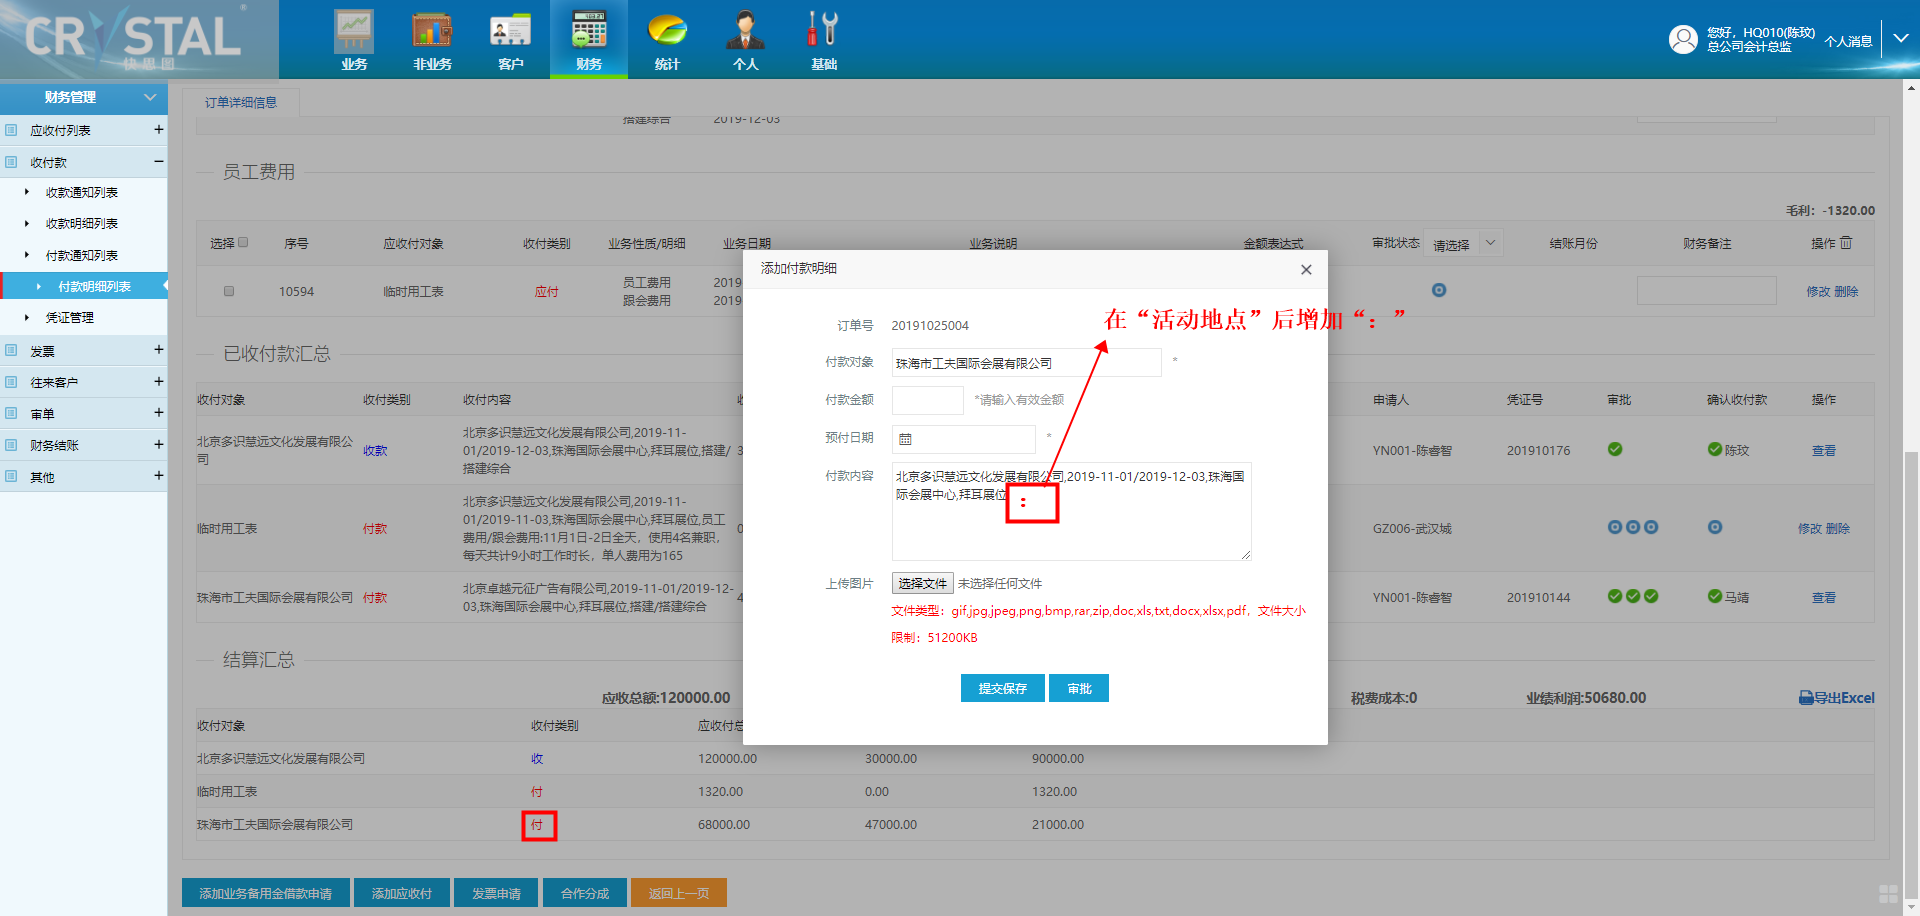 CRYSTAL ®
快思图
业务
非业务
客户
财务
统计
个人
基础
您好，HQ010(陈玟)
总公司会计总监
个人消息
财务管理
应收付列表 +
收付款 −
收款通知列表
收款明细列表
付款通知列表
付款明细列表
凭证管理
发票 +
往来客户 +
审单 +
财务结账 +
其他 +
订单详细信息
搭建综合 2019-12-03
员工费用
毛利：-1320.00
选择 序号 应收付对象 收付类别 业务性质/明细 业务日期 业务说明 金额表达式 审批状态 请选择 结账月份 财务备注 操作
10594 临时用工表 应付 员工费用 2019 修改 删除
跟会费用 2019
已收付款汇总
收付对象 收付类别 收付内容 申请人 凭证号 审批 确认收付款 操作
北京多识慧远文化发展有限公
司
收款
北京多识慧远文化发展有限公司,2019-11-
01/2019-12-03,珠海国际会展中心,拜耳展位,搭建/ 3
搭建综合
YN001-陈睿智 201910176 陈玟 查看
临时用工表 付款
北京多识慧远文化发展有限公司,2019-11-
01/2019-11-03,珠海国际会展中心,拜耳展位,员工
费用/跟会费用:11月1日-2日全天，使用4名兼职，
每天共计9小时工作时长，单人费用为165
0
GZ006-武汉城 修改 删除
珠海市工夫国际会展有限公司 付款
北京卓越元征广告有限公司,2019-11-01/2019-12-
03,珠海国际会展中心,拜耳展位,搭建/搭建综合
4
YN001-陈睿智 201910144 马靖 查看
结算汇总
应收总额:120000.00 税费成本:0 业绩利润:50680.00 导出Excel
收付对象 收付类别 应收付总
北京多识慧远文化发展有限公司 收 120000.00 30000.00 90000.00
临时用工表 付 1320.00 0.00 1320.00
珠海市工夫国际会展有限公司 付 68000.00 47000.00 21000.00
添加业务备用金借款申请
添加应收付
发票申请
合作分成
返回上一页
添加付款明细 ×
订单号 20191025004
付款对象 珠海市工夫国际会展有限公司 *
付款金额 *请输入有效金额
预付日期 *
付款内容 北京多识慧远文化发展有限公司,2019-11-01/2019-12-03,珠海国
际会展中心,拜耳展位
：
上传图片 选择文件 未选择任何文件
文件类型：gif,jpg,jpeg,png,bmp,rar,zip,doc,xls,txt,docx,xlsx,pdf，文件大小
限制：51200KB
提交保存 审批
在“活动地点”后增加“：”